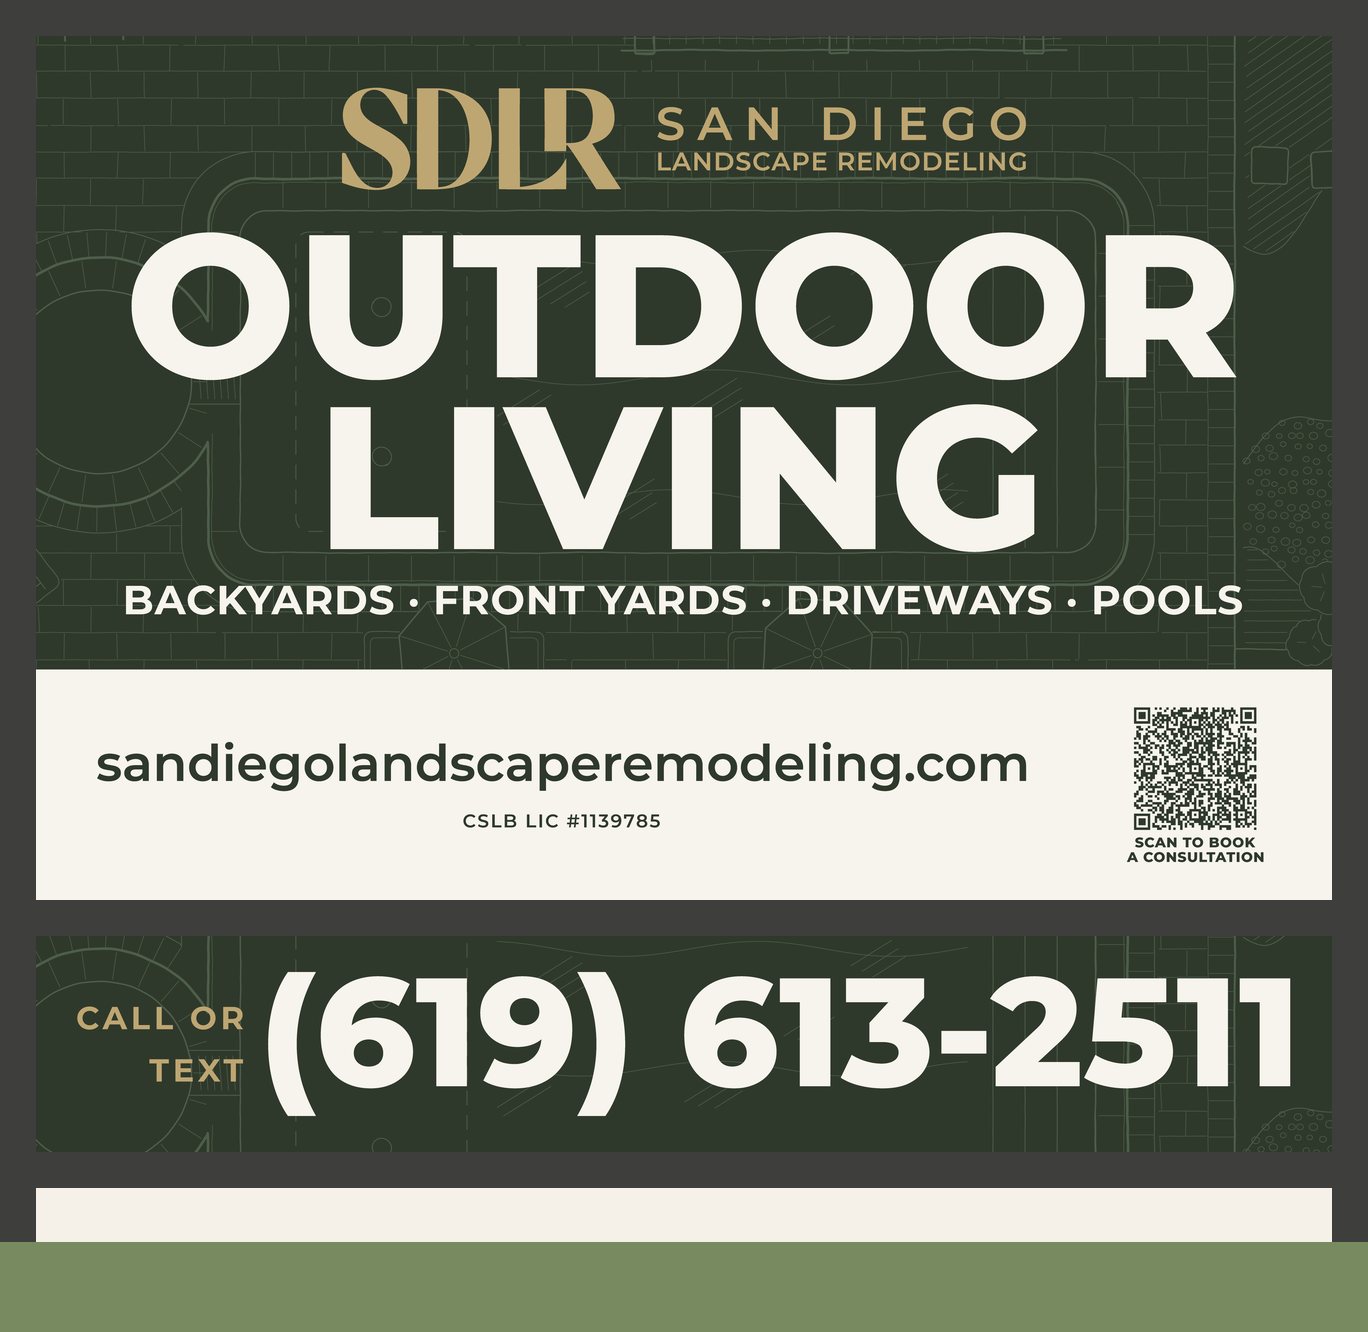 SDLR
SAN DIEGO
LANDSCAPE REMODELING
OUTDOOR
LIVING
BACKYARDS • FRONT YARDS • DRIVEWAYS • POOLS
sandiegolandscaperemodeling.com
CSLB LIC #1139785
SCAN TO BOOK
A CONSULTATION
CALL OR
TEXT
(619) 613-2511